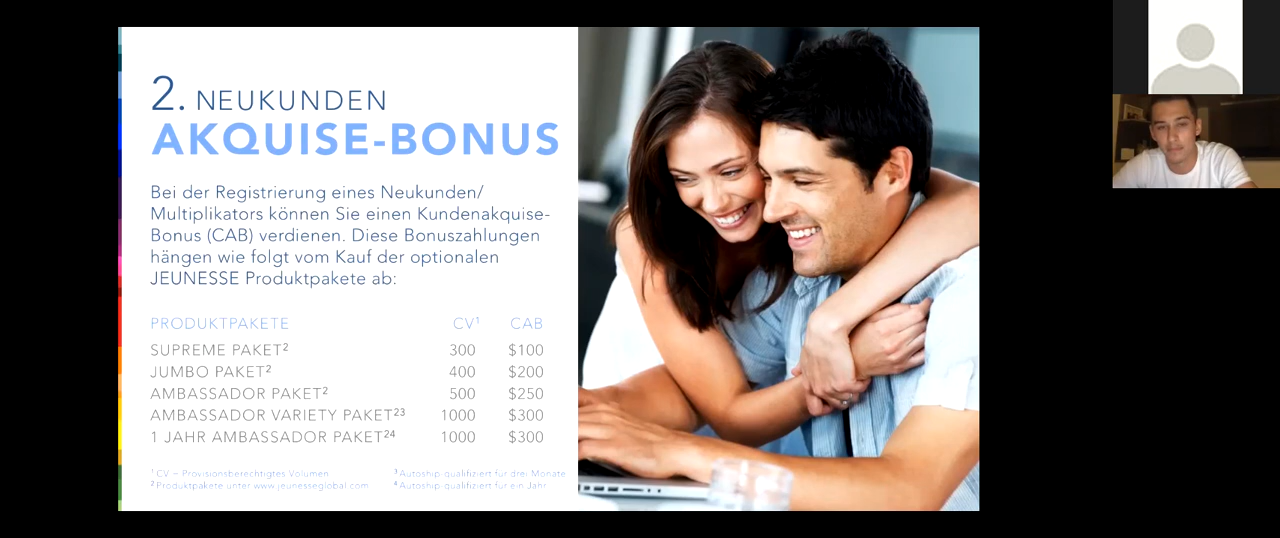 2. NEUKUNDEN
AKQUISE-BONUS
Bei der Registrierung eines Neukunden/
Multiplikators können Sie einen Kundenakquise-
Bonus (CAB) verdienen. Diese Bonuszahlungen
hängen wie folgt vom Kauf der optionalen
JEUNESSE Produktpakete ab:
PRODUKTPAKETE CV¹ CAB
SUPREME PAKET² 300 $100
JUMBO PAKET² 400 $200
AMBASSADOR PAKET² 500 $250
AMBASSADOR VARIETY PAKET²³ 1000 $300
1 JAHR AMBASSADOR PAKET²⁴ 1000 $300
¹ CV – Provisionsberechtigtes Volumen ³ Autoship-qualifiziert für drei Monate
² Produktpakete unter www.jeunesseglobal.com ⁴ Autoship-qualifiziert für ein Jahr